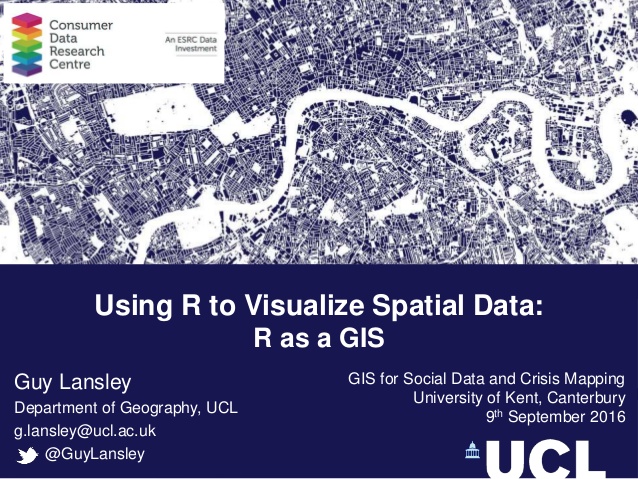 Consumer
Data
Research
Centre
An ESRC Data
Investment
Using R to Visualize Spatial Data:
R as a GIS
Guy Lansley
Department of Geography, UCL
g.lansley@ucl.ac.uk
@GuyLansley
GIS for Social Data and Crisis Mapping
University of Kent, Canterbury
9th September 2016
UCL